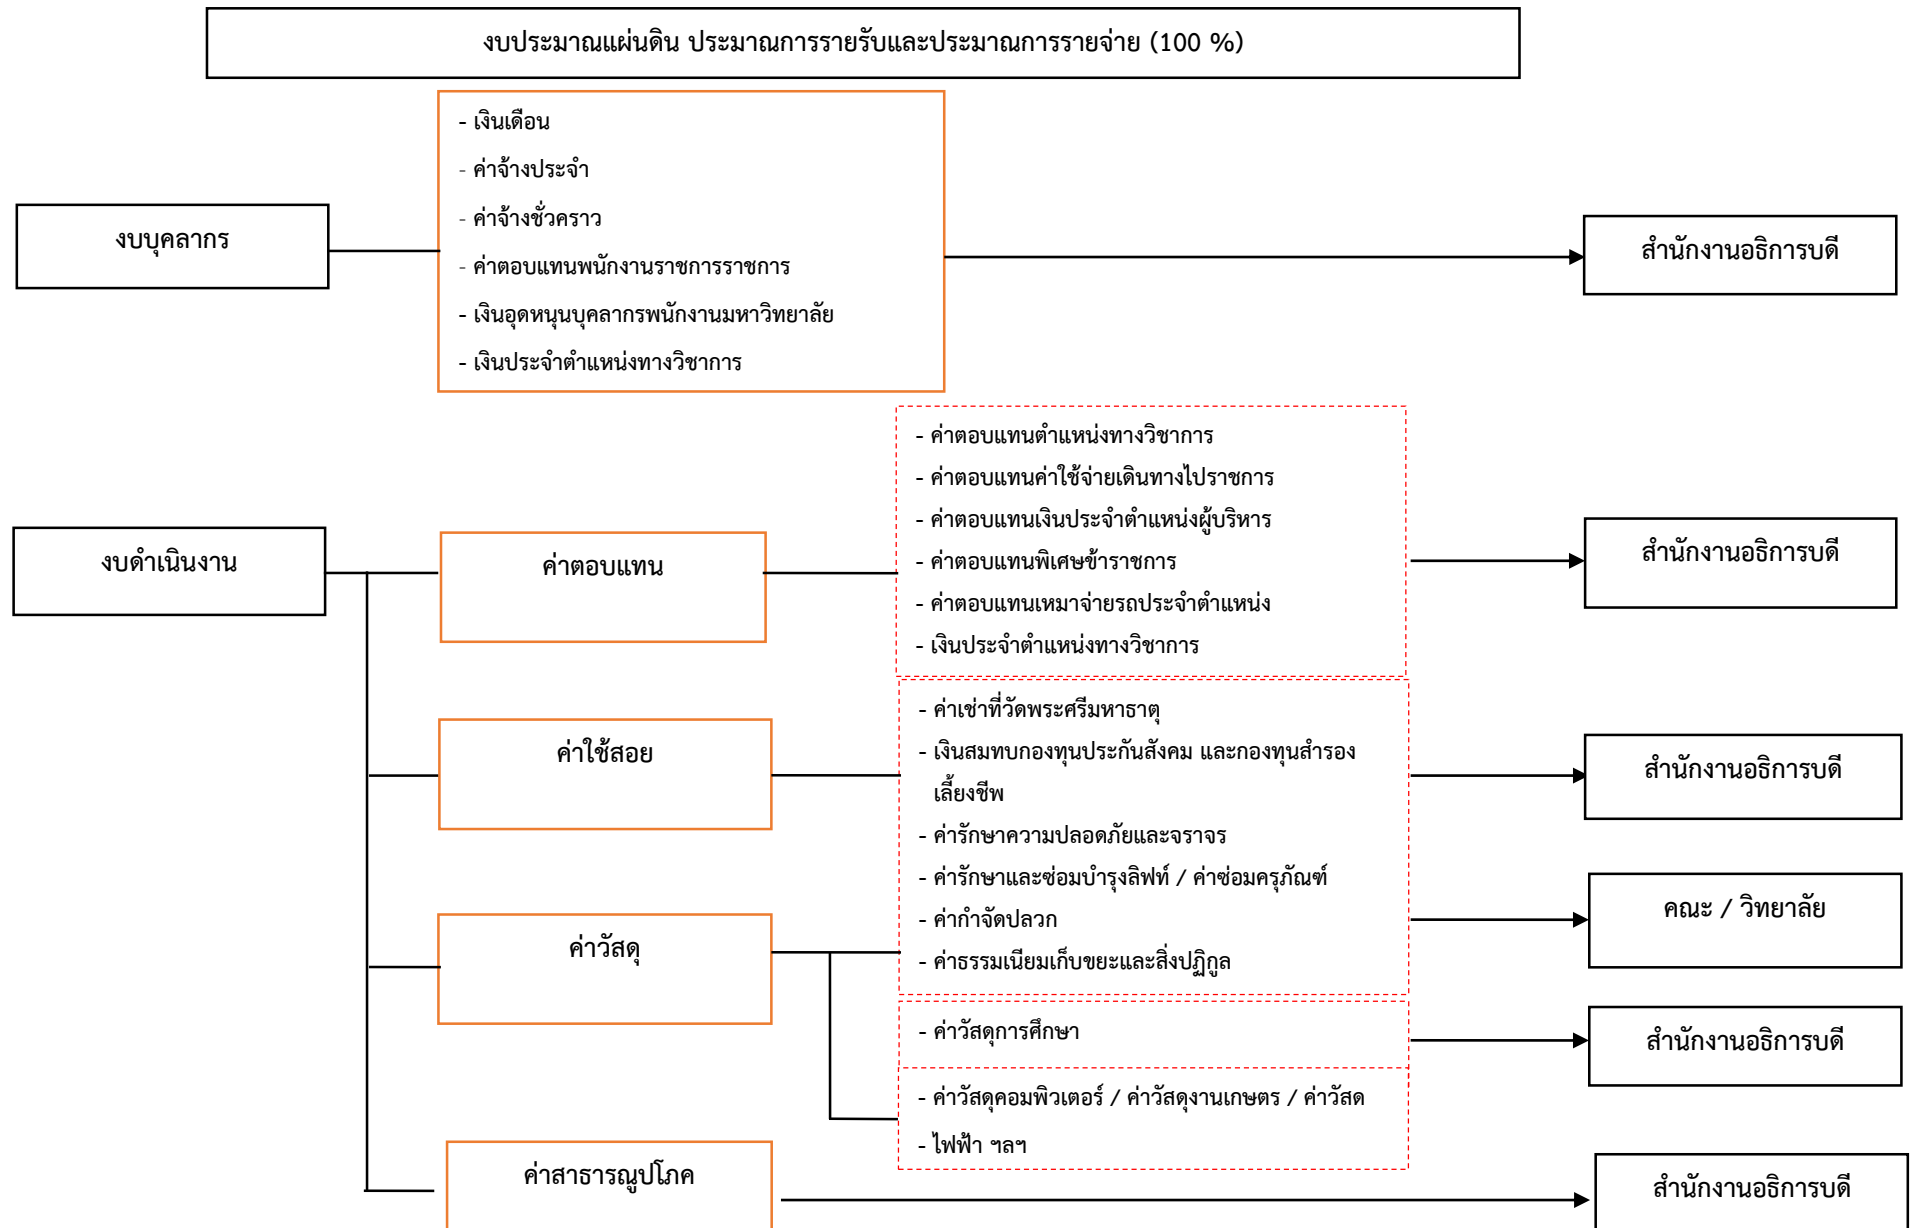 งบประมาณแผ่นดิน ประมาณการรายรับและประมาณการรายจ่าย (100 %)
งบบุคลากร
- เงินเดือน
- ค่าจ้างประจำ
- ค่าจ้างชั่วคราว
- ค่าตอบแทนพนักงานราชการราชการ
- เงินอุดหนุนบุคลากรพนักงานมหาวิทยาลัย
- เงินประจำตำแหน่งทางวิชาการ
สำนักงานอธิการบดี
งบดำเนินงาน
ค่าตอบแทน
- ค่าตอบแทนตำแหน่งทางวิชาการ
- ค่าตอบแทนค่าใช้จ่ายเดินทางไปราชการ
- ค่าตอบแทนเงินประจำตำแหน่งผู้บริหาร
- ค่าตอบแทนพิเศษข้าราชการ
- ค่าตอบแทนเหมาจ่ายรถประจำตำแหน่ง
- เงินประจำตำแหน่งทางวิชาการ
สำนักงานอธิการบดี
ค่าใช้สอย
- ค่าเช่าที่วัดพระศรีมหาธาตุ
- เงินสมทบกองทุนประกันสังคม และกองทุนสำรอง
เลี้ยงชีพ
- ค่ารักษาความปลอดภัยและจราจร
- ค่ารักษาและซ่อมบำรุงลิฟท์ / ค่าซ่อมครุภัณฑ์
- ค่ากำจัดปลวก
- ค่าธรรมเนียมเก็บขยะและสิ่งปฏิกูล
สำนักงานอธิการบดี
ค่าวัสดุ
คณะ / วิทยาลัย
- ค่าวัสดุการศึกษา
สำนักงานอธิการบดี
- ค่าวัสดุคอมพิวเตอร์ / ค่าวัสดุงานเกษตร / ค่าวัสด
- ไฟฟ้า ฯลฯ
ค่าสาธารณูปโภค
สำนักงานอธิการบดี